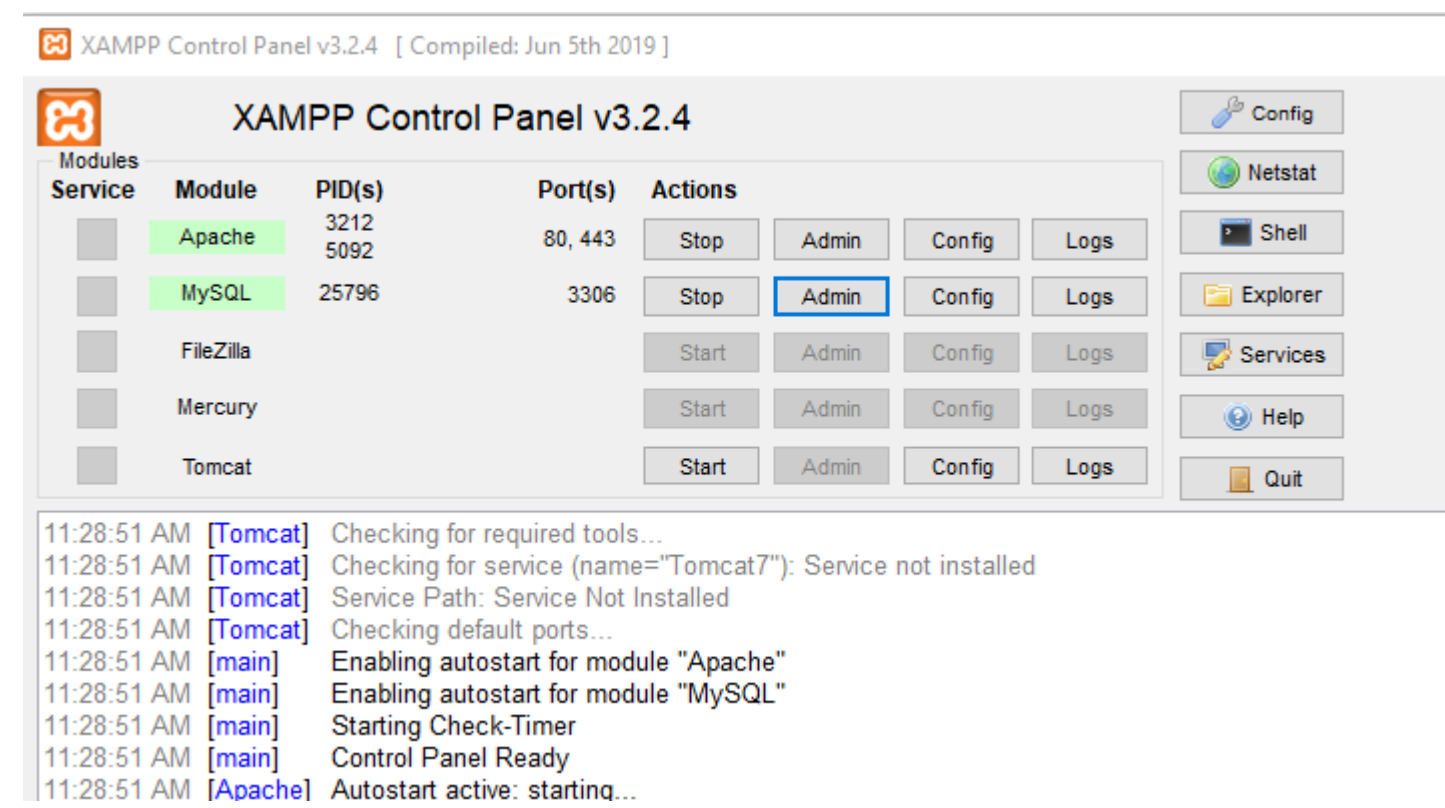 XAMPP Control Panel v3.2.4 [ Compiled: Jun 5th 2019 ]
XAMPP Control Panel v3.2.4
Config
Modules
Service Module PID(s) Port(s) Actions
Netstat
Apache 3212 5092 80, 443 Stop Admin Config Logs
Shell
MySQL 25796 3306 Stop Admin Config Logs
Explorer
FileZilla Start Admin Config Logs
Services
Mercury Start Admin Config Logs
Help
Tomcat Start Admin Config Logs
Quit
11:28:51 AM [Tomcat] Checking for required tools...
11:28:51 AM [Tomcat] Checking for service (name="Tomcat7"): Service not installed
11:28:51 AM [Tomcat] Service Path: Service Not Installed
11:28:51 AM [Tomcat] Checking default ports...
11:28:51 AM [main] Enabling autostart for module "Apache"
11:28:51 AM [main] Enabling autostart for module "MySQL"
11:28:51 AM [main] Starting Check-Timer
11:28:51 AM [main] Control Panel Ready
11:28:51 AM [Apache] Autostart active: starting...